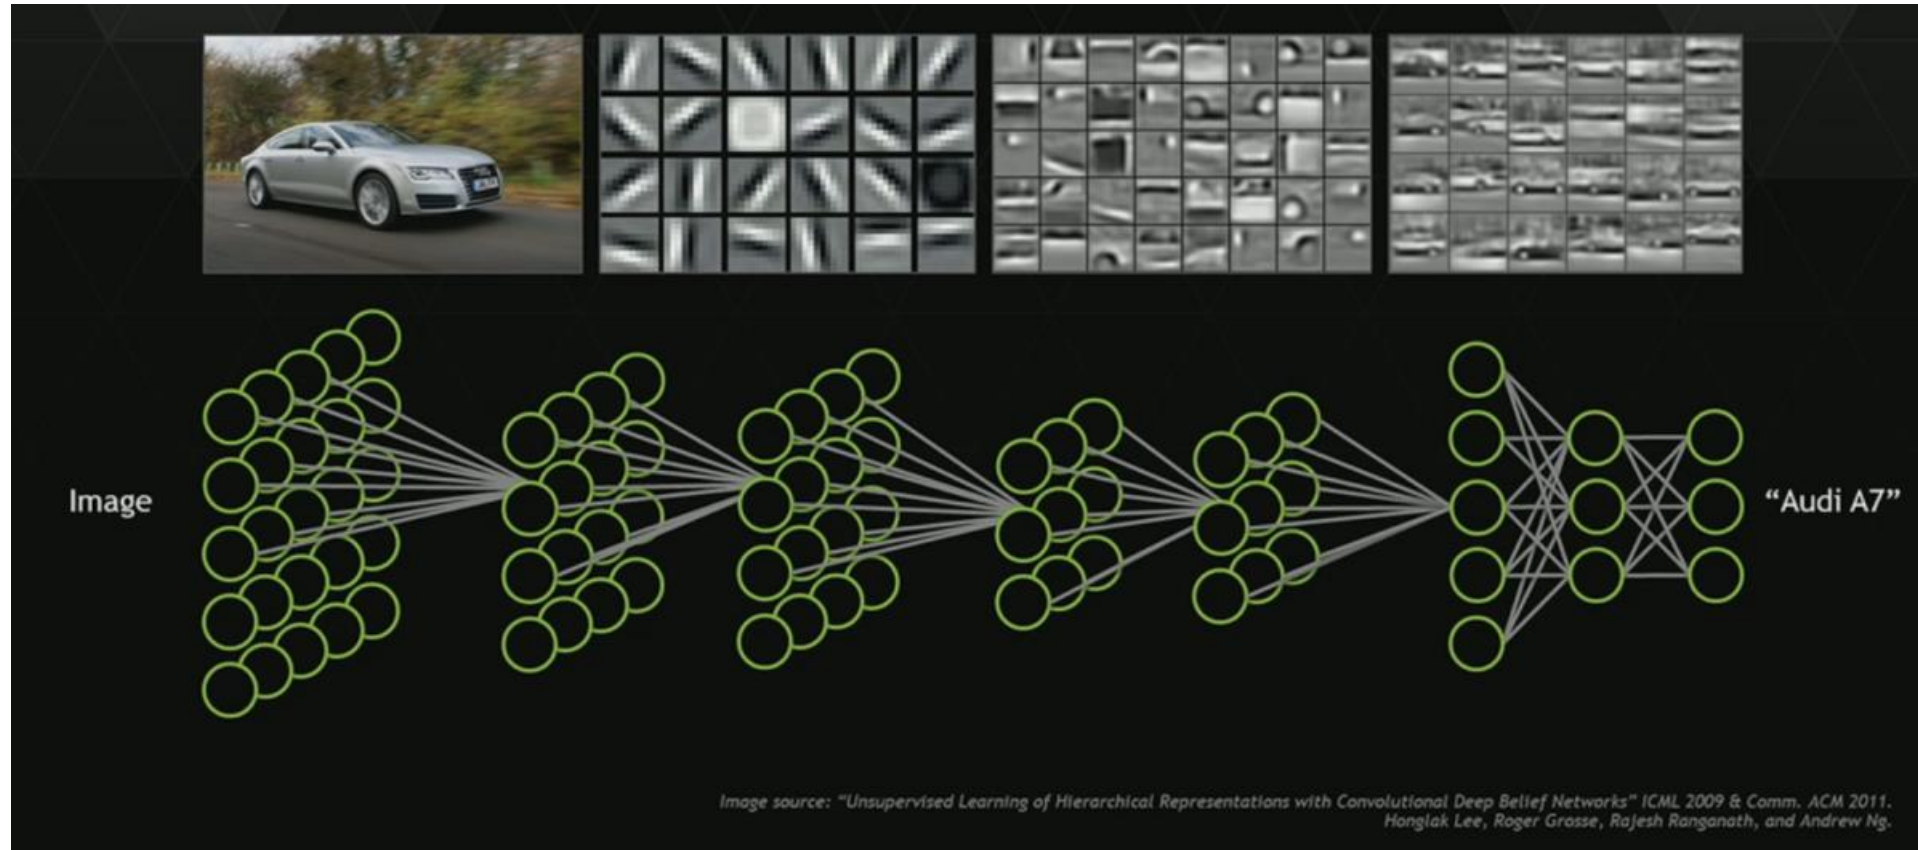 Image
“Audi A7”
Image source: “Unsupervised Learning of Hierarchical Representations with Convolutional Deep Belief Networks” ICML 2009 & Comm. ACM 2011.
Honglak Lee, Roger Grosse, Rajesh Ranganath, and Andrew Ng.